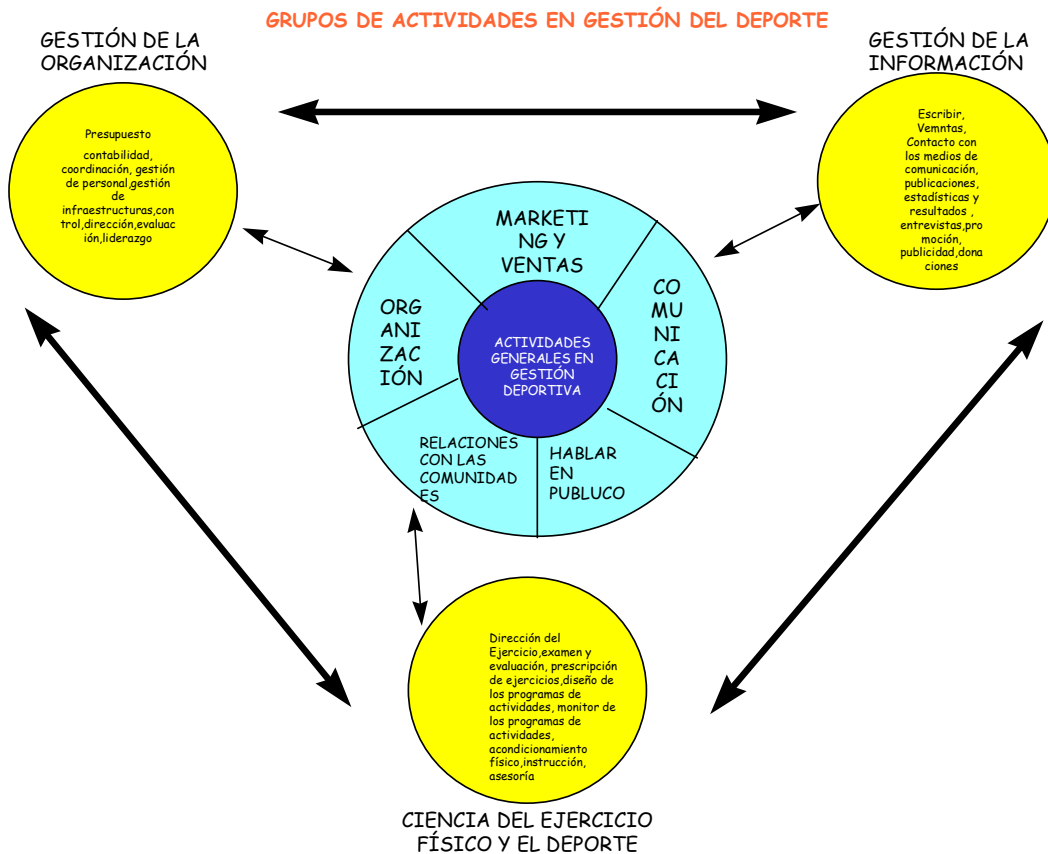 GRUPOS DE ACTIVIDADES EN GESTIÓN DEL DEPORTE
GESTIÓN DE LA
ORGANIZACIÓN
Presupuesto
contabilidad,
coordinación, gestión
de personal,gestión
de
infraestructuras,con
trol,dirección,evaluac
ión,liderazgo
GESTIÓN DE LA
INFORMACIÓN
Escribir,
Vemntas,
Contacto con
los medios de
comunicación,
publicaciones,
estadísticas y
resultados ,
entrevistas,pro
moción,
publicidad,dona
ciones
MARKETI
NG Y
VENTAS
ORG
ANI
ZAC
IÓN
CO
MU
NI
CA
CI
ÓN
ACTIVIDADES
GENERALES EN
GESTIÓN
DEPORTIVA
RELACIONES
CON LAS
COMUNIDAD
ES
HABLAR
EN
PUBLUCO
Dirección del
Ejercicio,examen y
evaluación, prescripción
de ejercicios,diseño de
los programas de
actividades, monitor de
los programas de
actividades,
acondicionamiento
físico,instrucción,
asesoría
CIENCIA DEL EJERCICIO
FÍSICO Y EL DEPORTE